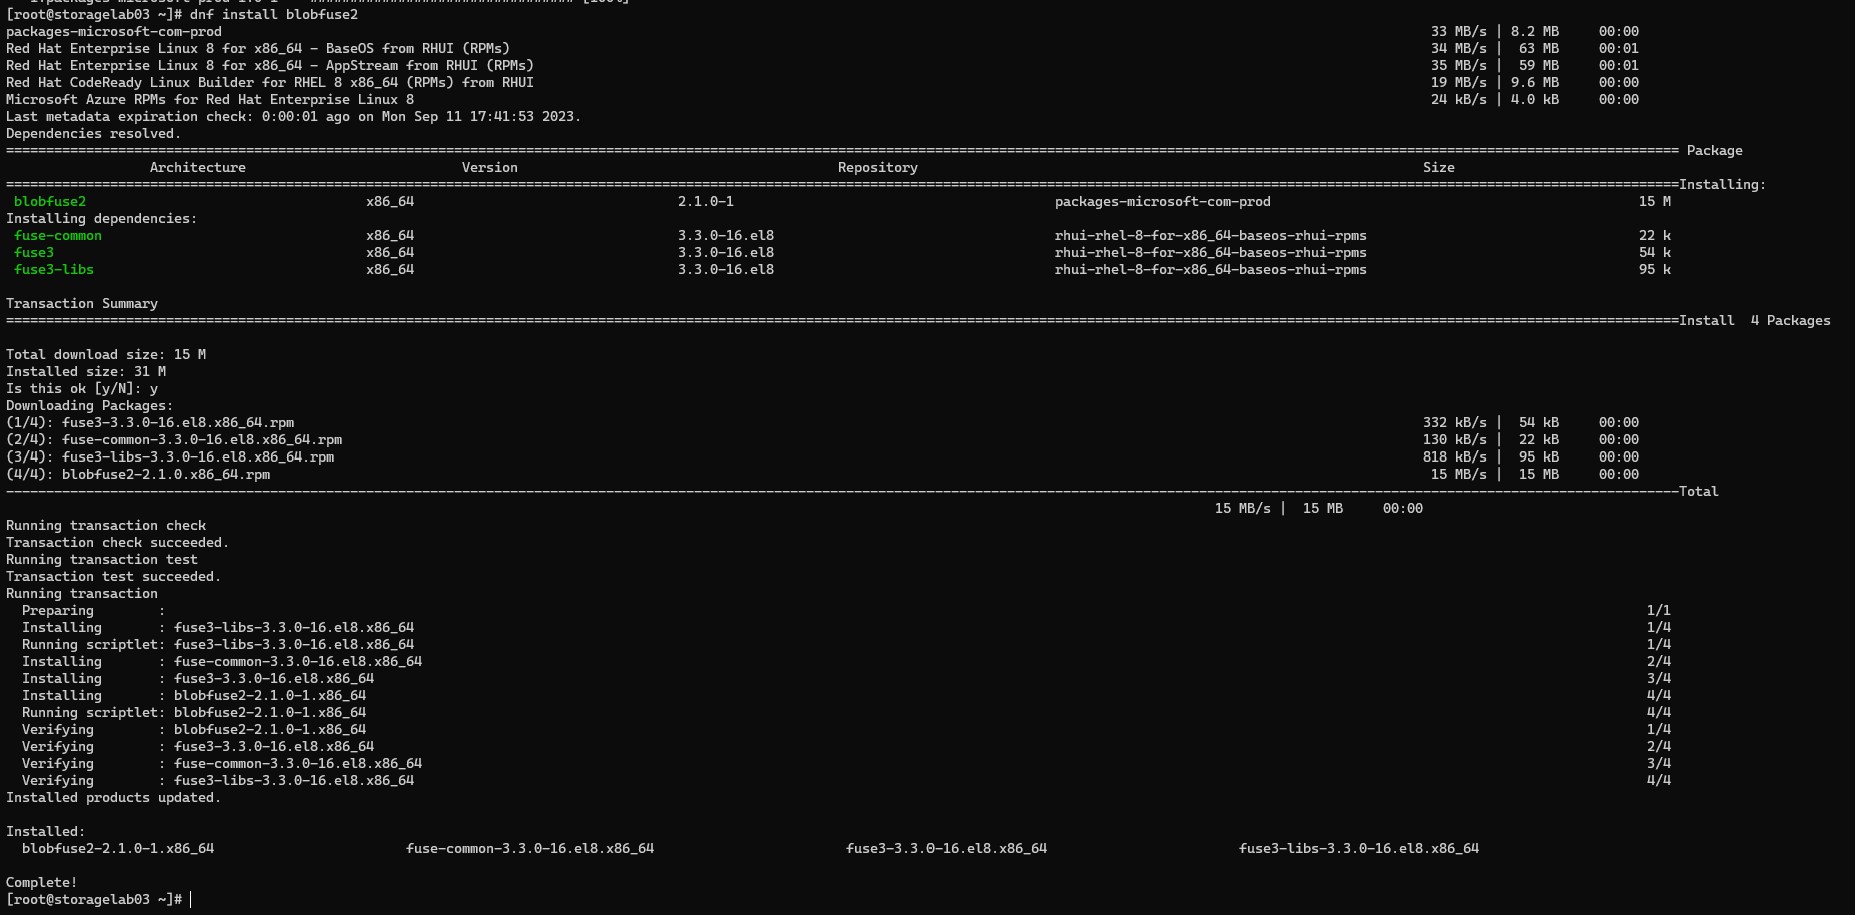 [root@storagelab03 ~]# dnf install blobfuse2
packages-microsoft-com-prod 33 MB/s | 8.2 MB 00:00
Red Hat Enterprise Linux 8 for x86_64 - BaseOS from RHUI (RPMs) 34 MB/s | 63 MB 00:01
Red Hat Enterprise Linux 8 for x86_64 - AppStream from RHUI (RPMs) 35 MB/s | 59 MB 00:01
Red Hat CodeReady Linux Builder for RHEL 8 x86_64 (RPMs) from RHUI 19 MB/s | 9.6 MB 00:00
Microsoft Azure RPMs for Red Hat Enterprise Linux 8 24 kB/s | 4.0 kB 00:00
Last metadata expiration check: 0:00:01 ago on Mon Sep 11 17:41:53 2023.
Dependencies resolved.
================================================================ Package
Architecture Version Repository Size
================================================================Installing:
blobfuse2 x86_64 2.1.0-1 packages-microsoft-com-prod 15 M
Installing dependencies:
fuse-common x86_64 3.3.0-16.el8 rhui-rhel-8-for-x86_64-baseos-rhui-rpms 22 k
fuse3 x86_64 3.3.0-16.el8 rhui-rhel-8-for-x86_64-baseos-rhui-rpms 54 k
fuse3-libs x86_64 3.3.0-16.el8 rhui-rhel-8-for-x86_64-baseos-rhui-rpms 95 k
Transaction Summary
================================================================Install 4 Packages
Total download size: 15 M
Installed size: 31 M
Is this ok [y/N]: y
Downloading Packages:
(1/4): fuse3-3.3.0-16.el8.x86_64.rpm 332 kB/s | 54 kB 00:00
(2/4): fuse-common-3.3.0-16.el8.x86_64.rpm 130 kB/s | 22 kB 00:00
(3/4): fuse3-libs-3.3.0-16.el8.x86_64.rpm 818 kB/s | 95 kB 00:00
(4/4): blobfuse2-2.1.0.x86_64.rpm 15 MB/s | 15 MB 00:00
----------------------------------------------------------------Total
15 MB/s | 15 MB 00:00
Running transaction check
Transaction check succeeded.
Running transaction test
Transaction test succeeded.
Running transaction
Preparing : 1/1
Installing : fuse3-libs-3.3.0-16.el8.x86_64 1/4
Running scriptlet: fuse3-libs-3.3.0-16.el8.x86_64 1/4
Installing : fuse-common-3.3.0-16.el8.x86_64 2/4
Installing : fuse3-3.3.0-16.el8.x86_64 3/4
Installing : blobfuse2-2.1.0-1.x86_64 4/4
Running scriptlet: blobfuse2-2.1.0-1.x86_64 4/4
Verifying : blobfuse2-2.1.0-1.x86_64 1/4
Verifying : fuse3-3.3.0-16.el8.x86_64 2/4
Verifying : fuse-common-3.3.0-16.el8.x86_64 3/4
Verifying : fuse3-libs-3.3.0-16.el8.x86_64 4/4
Installed products updated.
Installed:
blobfuse2-2.1.0-1.x86_64 fuse-common-3.3.0-16.el8.x86_64 fuse3-3.3.0-16.el8.x86_64 fuse3-libs-3.3.0-16.el8.x86_64
Complete!
[root@storagelab03 ~]#